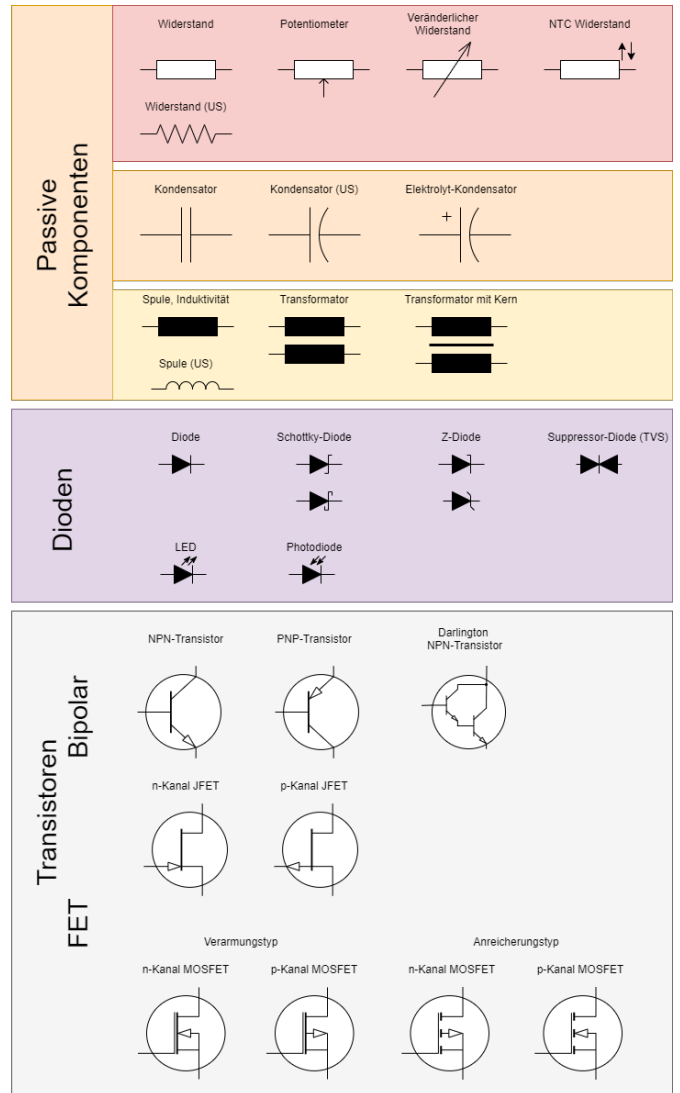 Passive
Komponenten
Widerstand
Potentiometer
Veränderlicher
Widerstand
NTC Widerstand
Widerstand (US)
Kondensator
Kondensator (US)
Elektrolyt-Kondensator
+
Spule, Induktivität
Transformator
Transformator mit Kern
Spule (US)
Dioden
Diode
Schottky-Diode
Z-Diode
Suppressor-Diode (TVS)
LED
Photodiode
Transistoren
Bipolar
NPN-Transistor
PNP-Transistor
Darlington
NPN-Transistor
n-Kanal JFET
p-Kanal JFET
FET
Verarmungstyp
Anreicherungstyp
n-Kanal MOSFET
p-Kanal MOSFET
n-Kanal MOSFET
p-Kanal MOSFET